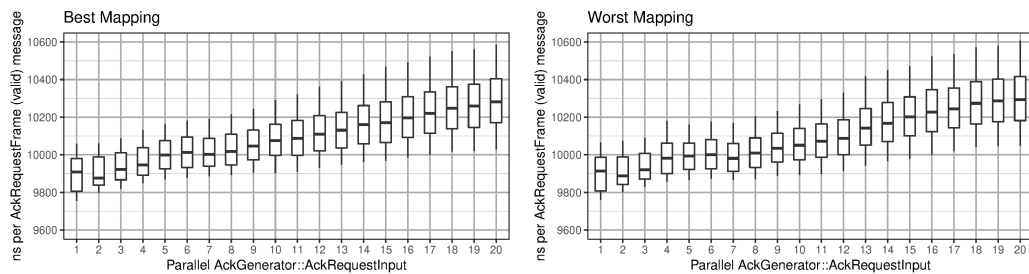 Best Mapping
ns per AckRequestFrame (valid) message
10600
10400
10200
10000
9800
9600
1 2 3 4 5 6 7 8 9 10 11 12 13 14 15 16 17 18 19 20
Parallel AckGenerator::AckRequestInput
Worst Mapping
ns per AckRequestFrame (valid) message
10600
10400
10200
10000
9800
9600
1 2 3 4 5 6 7 8 9 10 11 12 13 14 15 16 17 18 19 20
Parallel AckGenerator::AckRequestInput